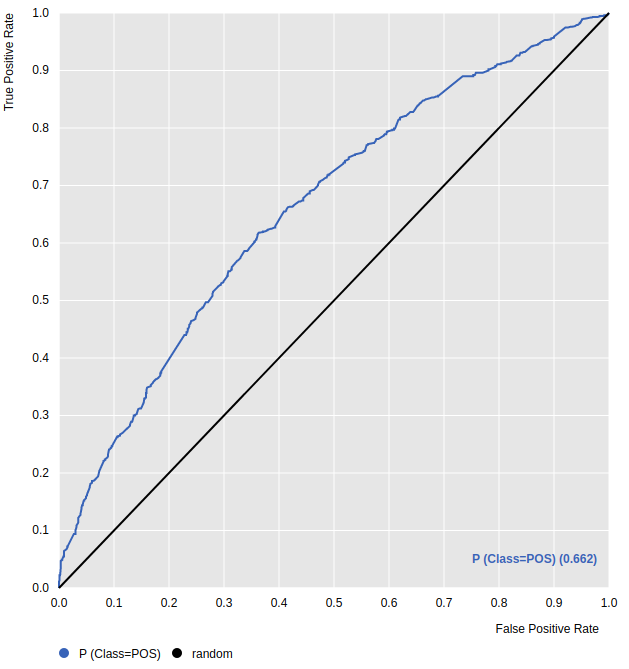 True Positive Rate
1.0
0.9
0.8
0.7
0.6
0.5
0.4
0.3
0.2
0.1
0.0
P (Class=POS) (0.662)
0.0 0.1 0.2 0.3 0.4 0.5 0.6 0.7 0.8 0.9 1.0
False Positive Rate
P (Class=POS) random